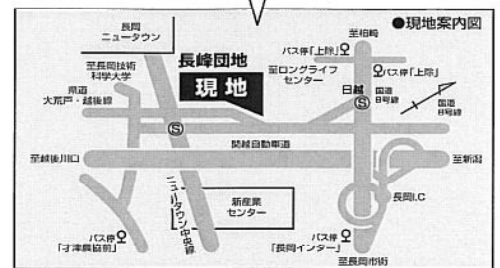 ●現地案内図
長岡
ニュータウン
至柏崎
バス停「上除」
長峰団地
現地
至長岡技術
科学大学
至ロングライフ
センター
バス停「上除」
県道
大荒戸・越後線
日越
国道
8号線
国道
8号線
S
S
関越自動車道
至越後川口
至新潟
ニュータウン中央線
新産業
センター
長岡I.C
バス停
「才津農協前」
バス停
「長岡インター」
至長岡市街